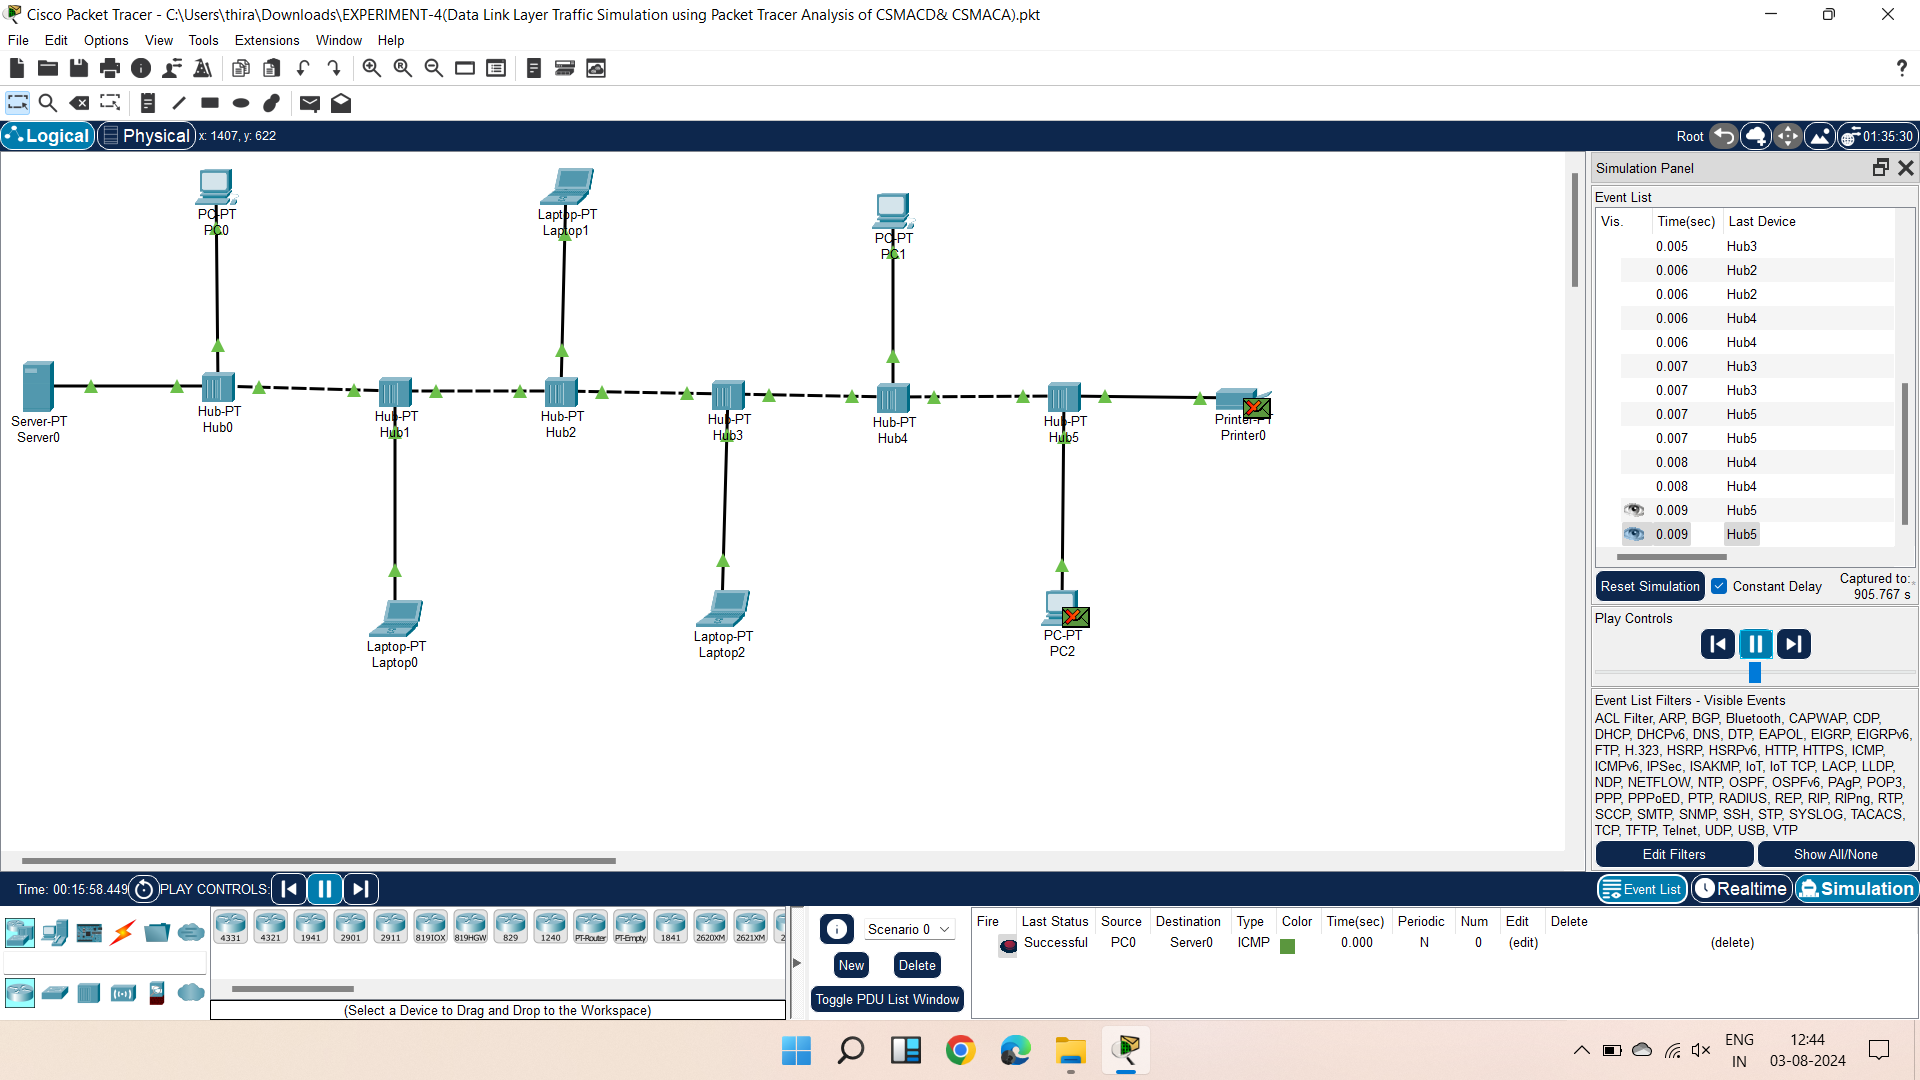 Cisco Packet Tracer - C:\Users\thira\Downloads\EXPERIMENT-4(Data Link Layer Traffic Simulation using Packet Tracer Analysis of CSMACD& CSMACA).pkt
File Edit Options View Tools Extensions Window Help
?
Logical Physical x: 1407, y: 622
Root 01:35:30
PC-PT
PC0
Laptop-PT
Laptop1
PC-PT
PC1
Server-PT
Server0
Hub-PT
Hub0
Hub-PT
Hub1
Hub-PT
Hub2
Hub-PT
Hub3
Hub-PT
Hub4
Hub-PT
Hub5
Printer-PT
Printer0
Laptop-PT
Laptop0
Laptop-PT
Laptop2
PC-PT
PC2
Simulation Panel
Event List
Vis. Time(sec) Last Device
0.005 Hub3
0.006 Hub2
0.006 Hub2
0.006 Hub4
0.006 Hub4
0.007 Hub3
0.007 Hub3
0.007 Hub5
0.007 Hub5
0.008 Hub4
0.008 Hub4
0.009 Hub5
0.009 Hub5
Reset Simulation Constant Delay
Captured to:
905.767 s
Play Controls
Event List Filters - Visible Events
ACL Filter, ARP, BGP, Bluetooth, CAPWAP, CDP,
DHCP, DHCPv6, DNS, DTP, EAPOL, EIGRP, EIGRPv6,
FTP, H.323, HSRP, HSRPv6, HTTP, HTTPS, ICMP,
ICMPv6, IPSec, ISAKMP, IoT, IoT TCP, LACP, LLDP,
NDP, NETFLOW, NTP, OSPF, OSPFv6, PAgP, POP3,
PPP, PPPoED, PTP, RADIUS, REP, RIP, RIPng, RTP,
SCCP, SMTP, SNMP, SSH, STP, SYSLOG, TACACS,
TCP, TFTP, Telnet, UDP, USB, VTP
Edit Filters Show All/None
Time: 00:15:58.449 PLAY CONTROLS:
Event List Realtime Simulation
4331 4321 1941 2901 2911 819IOX 819HGW 829 1240 PT-Router PT-Empty 1841 2620XM 2621XM
(Select a Device to Drag and Drop to the Workspace)
Scenario 0
New Delete
Toggle PDU List Window
Fire Last Status Source Destination Type Color Time(sec) Periodic Num Edit Delete
Successful PC0 Server0 ICMP 0.000 N 0 (edit) (delete)
ENG
IN
12:44
03-08-2024